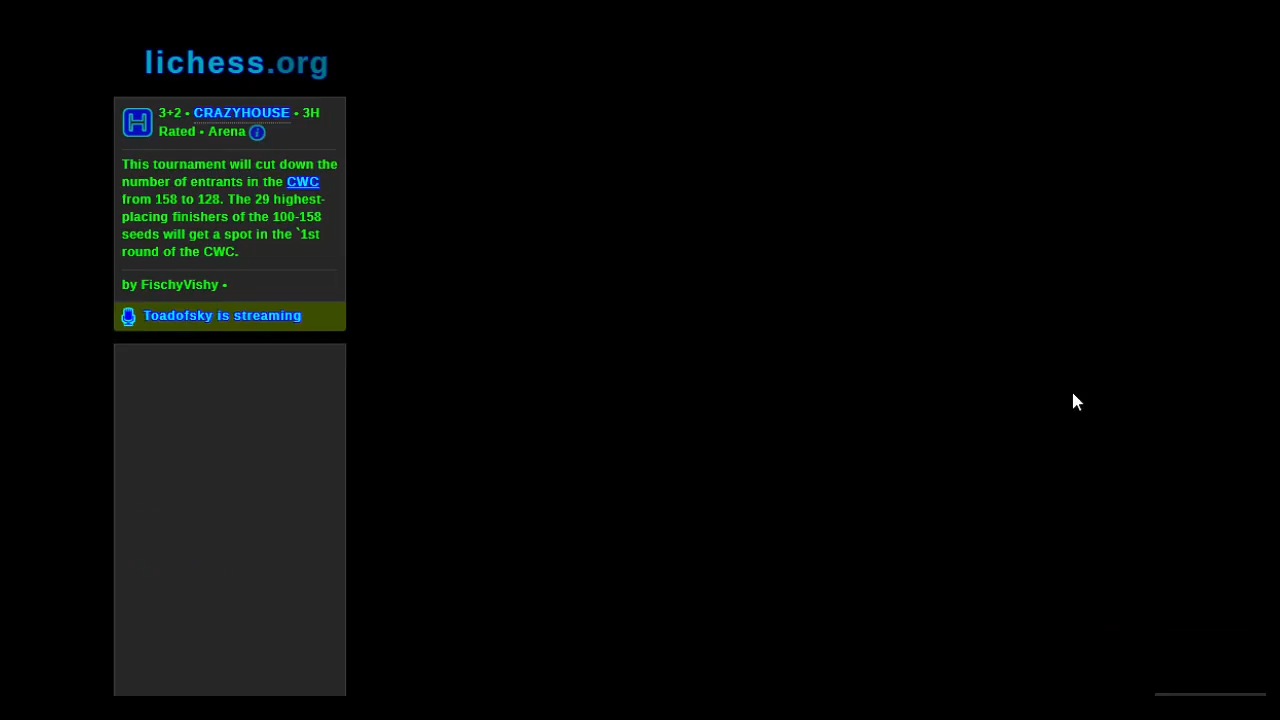 lichess.org
3+2 • CRAZYHOUSE • 3H
Rated • Arena i
This tournament will cut down the
number of entrants in the CWC
from 158 to 128. The 29 highest-
placing finishers of the 100-158
seeds will get a spot in the `1st
round of the CWC.
by FischyVishy •
Toadofsky is streaming